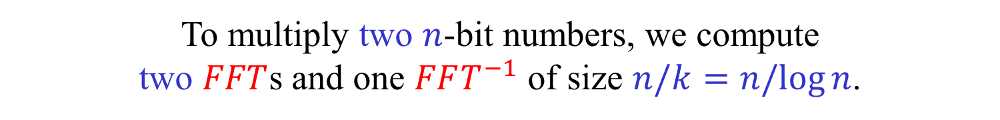 To multiply two n-bit numbers, we compute
two FFTs and one FFT⁻¹ of size n/k = n/log n.